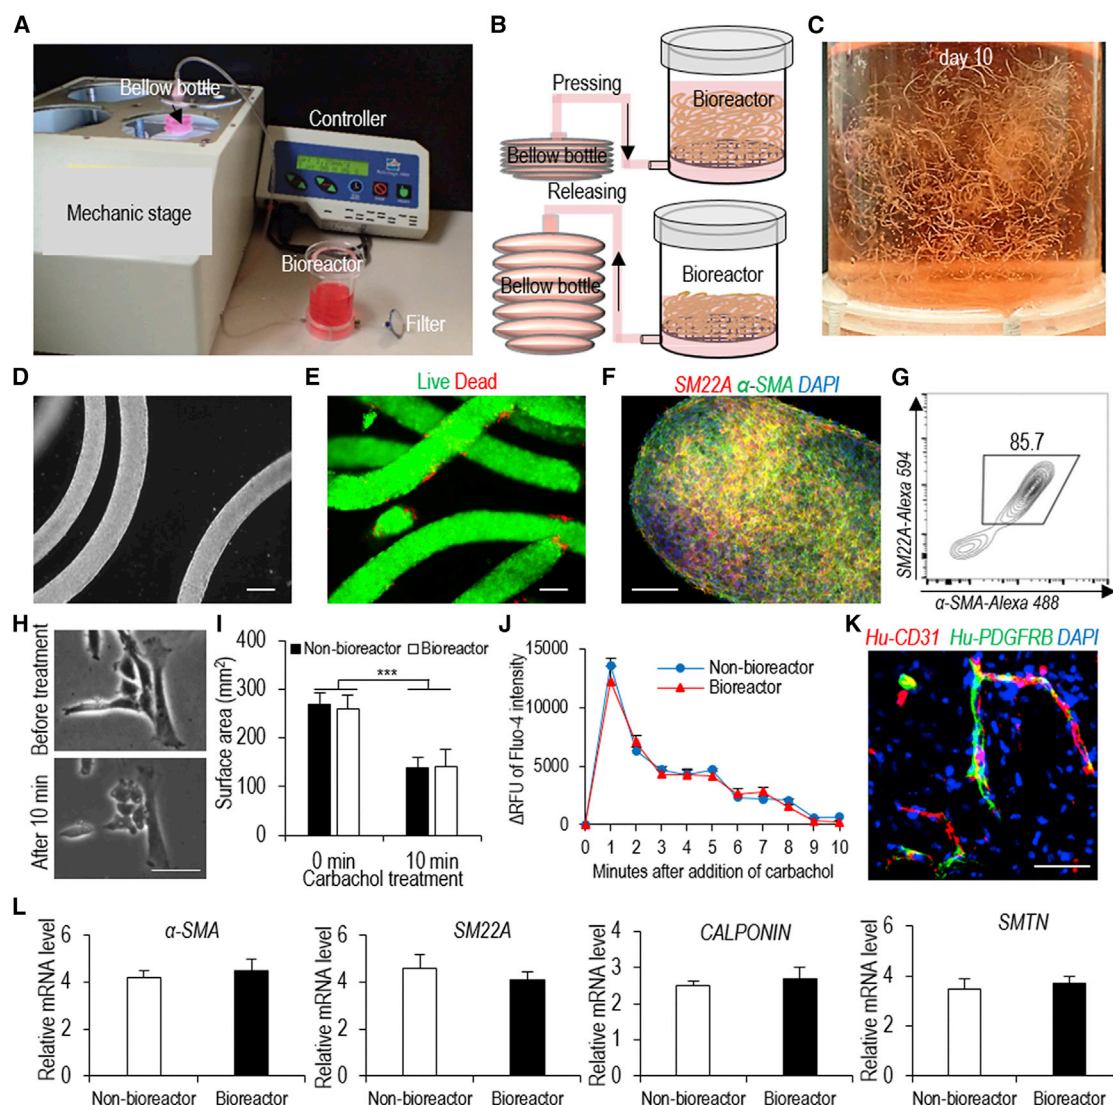 A
Bellow bottle
Controller
Mechanic stage
Bioreactor
Filter
B
Pressing
Bioreactor
Bellow bottle
Releasing
Bioreactor
Bellow bottle
C
day 10
D
E
Live Dead
F
SM22A α-SMA DAPI
G
85.7
SM22A-Alexa 594
α-SMA-Alexa 488
H
Before treatment
After 10 min
I
Surface area (mm²)
400
300
200
100
0
Non-bioreactor Bioreactor
***
0 min 10 min
Carbachol treatment
J
ΔRFU of Fluo-4 intensity
15000
10000
5000
0
Non-bioreactor
Bioreactor
0 1 2 3 4 5 6 7 8 9 10
Minutes after addition of carbachol
K
Hu-CD31 Hu-PDGFRB DAPI
L
α-SMA
Relative mRNA level
6
4
2
0
Non-bioreactor Bioreactor
SM22A
Relative mRNA level
6
4
2
0
Non-bioreactor Bioreactor
CALPONIN
Relative mRNA level
4
3
2
1
0
Non-bioreactor Bioreactor
SMTN
Relative mRNA level
6
4
2
0
Non-bioreactor Bioreactor